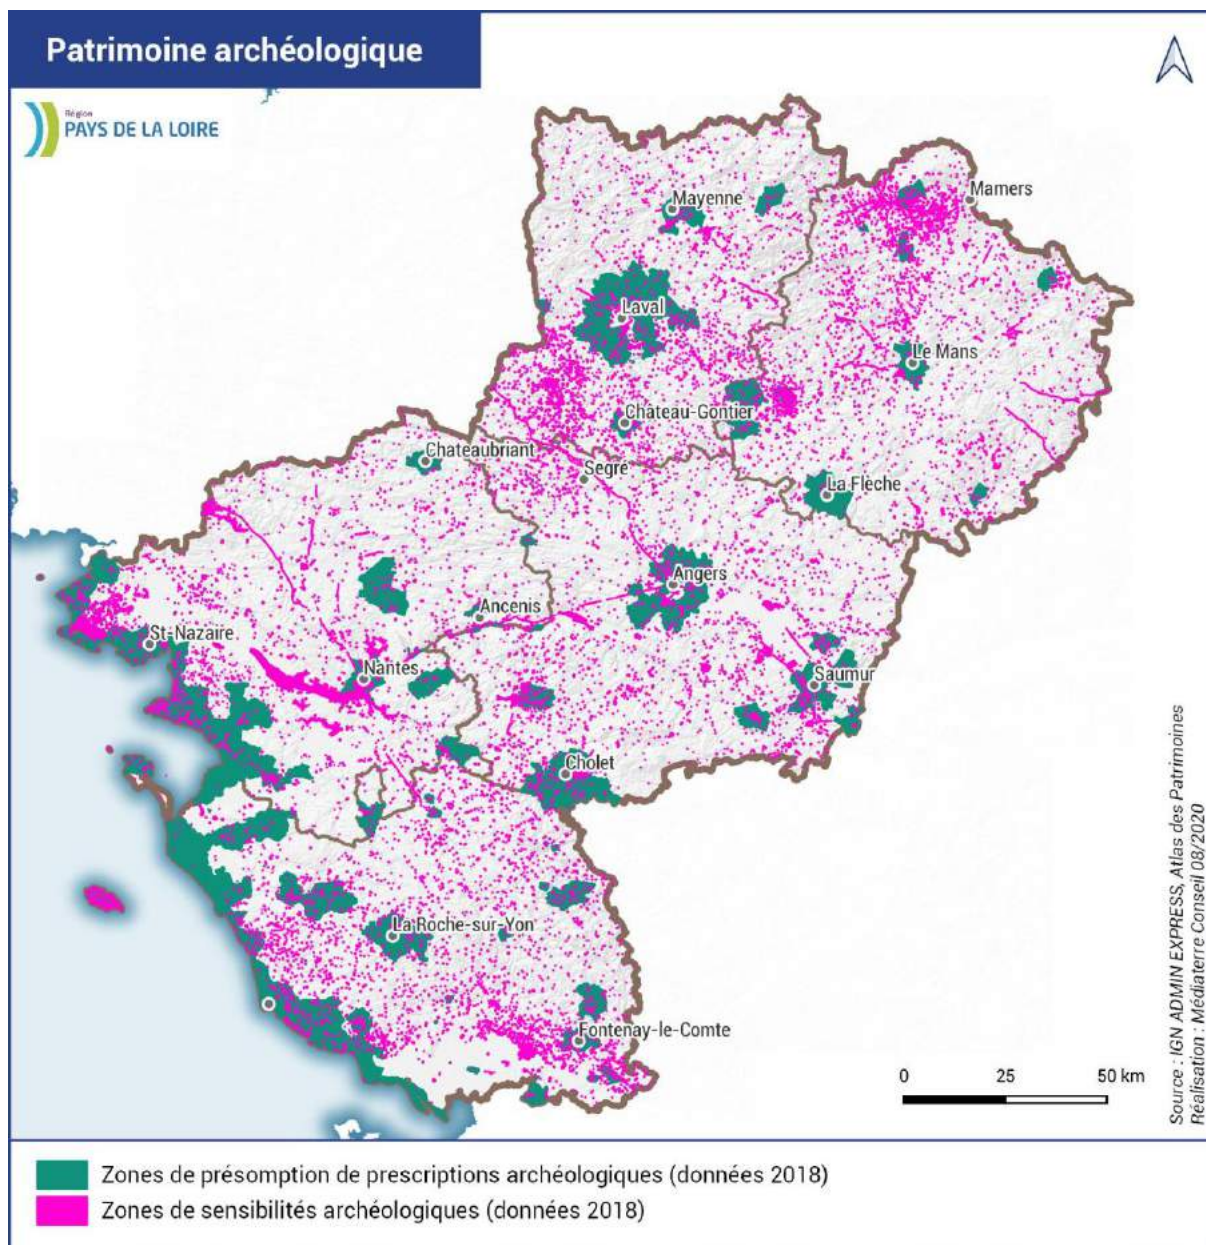 Patrimoine archéologique
Région
PAYS DE LA LOIRE
Mamers
Mayenne
Laval
Le Mans
Château-Gontier
Chateaubriant
Segré
La Flèche
Angers
Ancenis
St-Nazaire
Nantes
Saumur
Cholet
La Roche-sur-Yon
Fontenay-le-Comte
0 25 50 km
Source : IGN ADMIN EXPRESS, Atlas des Patrimoines
Réalisation : Médiaterre Conseil 08/2020
Zones de présomption de prescriptions archéologiques (données 2018)
Zones de sensibilités archéologiques (données 2018)